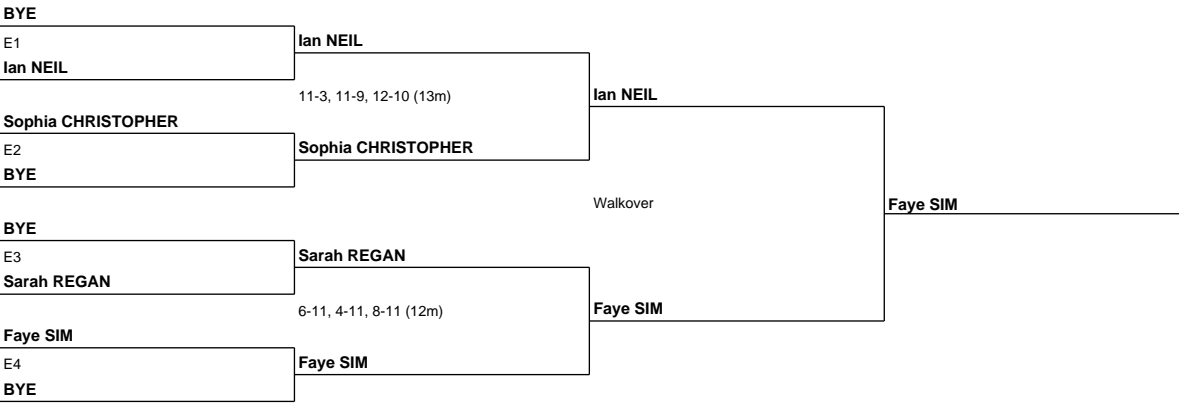 BYE
E1
Ian NEIL
Ian NEIL
11-3, 11-9, 12-10 (13m)
Ian NEIL
Sophia CHRISTOPHER
E2
Sophia CHRISTOPHER
BYE
Walkover
Faye SIM
BYE
E3
Sarah REGAN
Sarah REGAN
6-11, 4-11, 8-11 (12m)
Faye SIM
Faye SIM
E4
Faye SIM
BYE